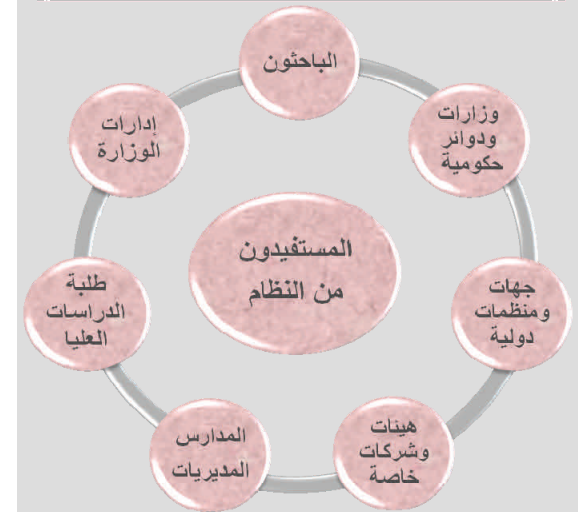 الباحثون
وزارات
ودوائر
حكومية
جهات
ومنظمات
دولية
هيئات
وشركات
خاصة
المدارس
المديريات
طلبة
الدراسات
العليا
إدارات
الوزارة
المستفيدون
من النظام